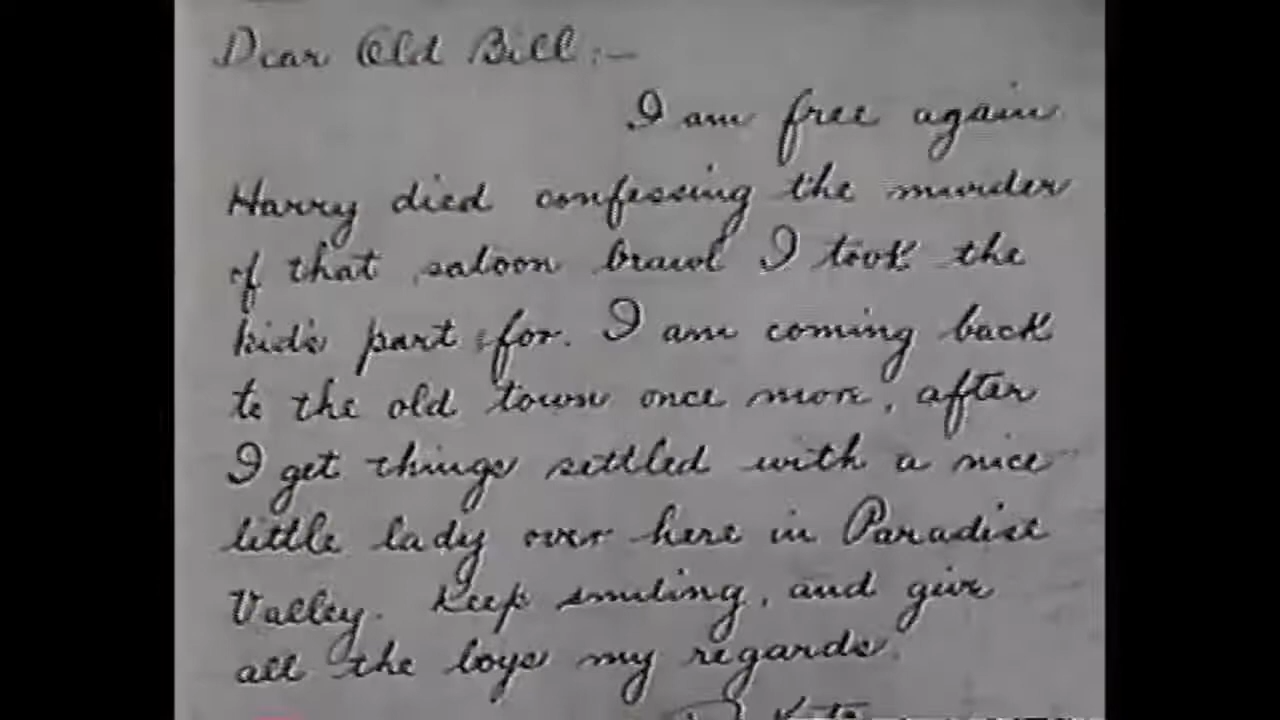 Dear Old Bill:—
I am free again
Harry died confessing the murder
of that saloon brawl I took the
kid's part for. I am coming back
to the old town once more, after
I get things settled with a nice
little lady over here in Paradise
Valley. Keep smiling, and give
all the boys my regards.